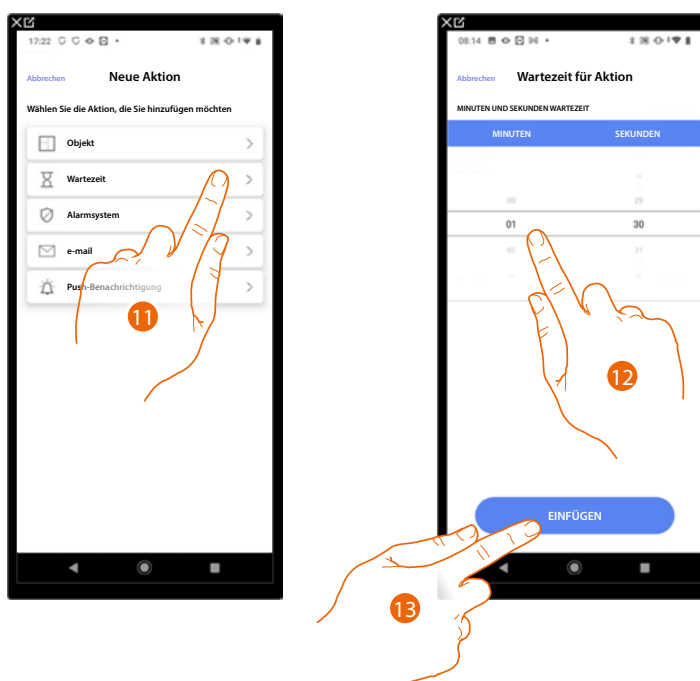 17:22
Abbrechen Neue Aktion
Wählen Sie die Aktion, die Sie hinzufügen möchten
Objekt
Wartezeit
Alarmsystem
e-mail
Push-Benachrichtigung
11
08:14
Abbrechen Wartezeit für Aktion
MINUTEN UND SEKUNDEN WARTEZEIT
MINUTEN SEKUNDEN
00 29
01 30
02 31
12
EINFÜGEN
13